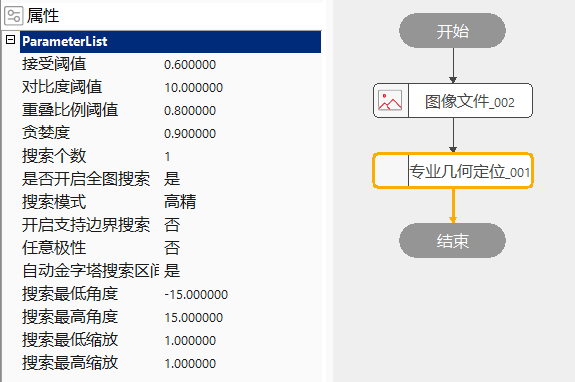 属性
ParameterList
接受阈值 0.600000
对比度阈值 10.000000
重叠比例阈值 0.800000
贪婪度 0.900000
搜索个数 1
是否开启全图搜索 是
搜索模式 高精
开启支持边界搜索 否
任意极性 否
自动金字塔搜索区间 是
搜索最低角度 -15.000000
搜索最高角度 15.000000
搜索最低缩放 1.000000
搜索最高缩放 1.000000
开始
图像文件_002
专业几何定位_001
结束